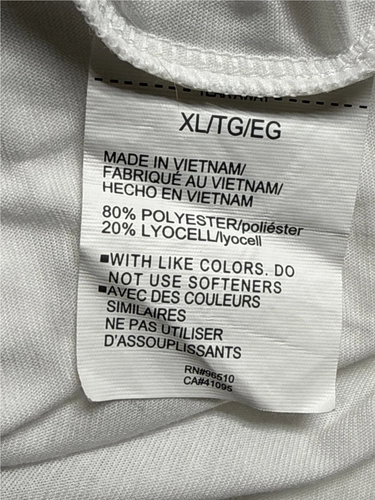 XL/TG/EG
MADE IN VIETNAM/
FABRIQUÉ AU VIETNAM/
HECHO EN VIETNAM
80% POLYESTER/poliéster
20% LYOCELL/lyocell
■WITH LIKE COLORS. DO
NOT USE SOFTENERS
■AVEC DES COULEURS
SIMILAIRES
NE PAS UTILISER
D'ASSOUPLISSANTS
RN#96510
CA#41095